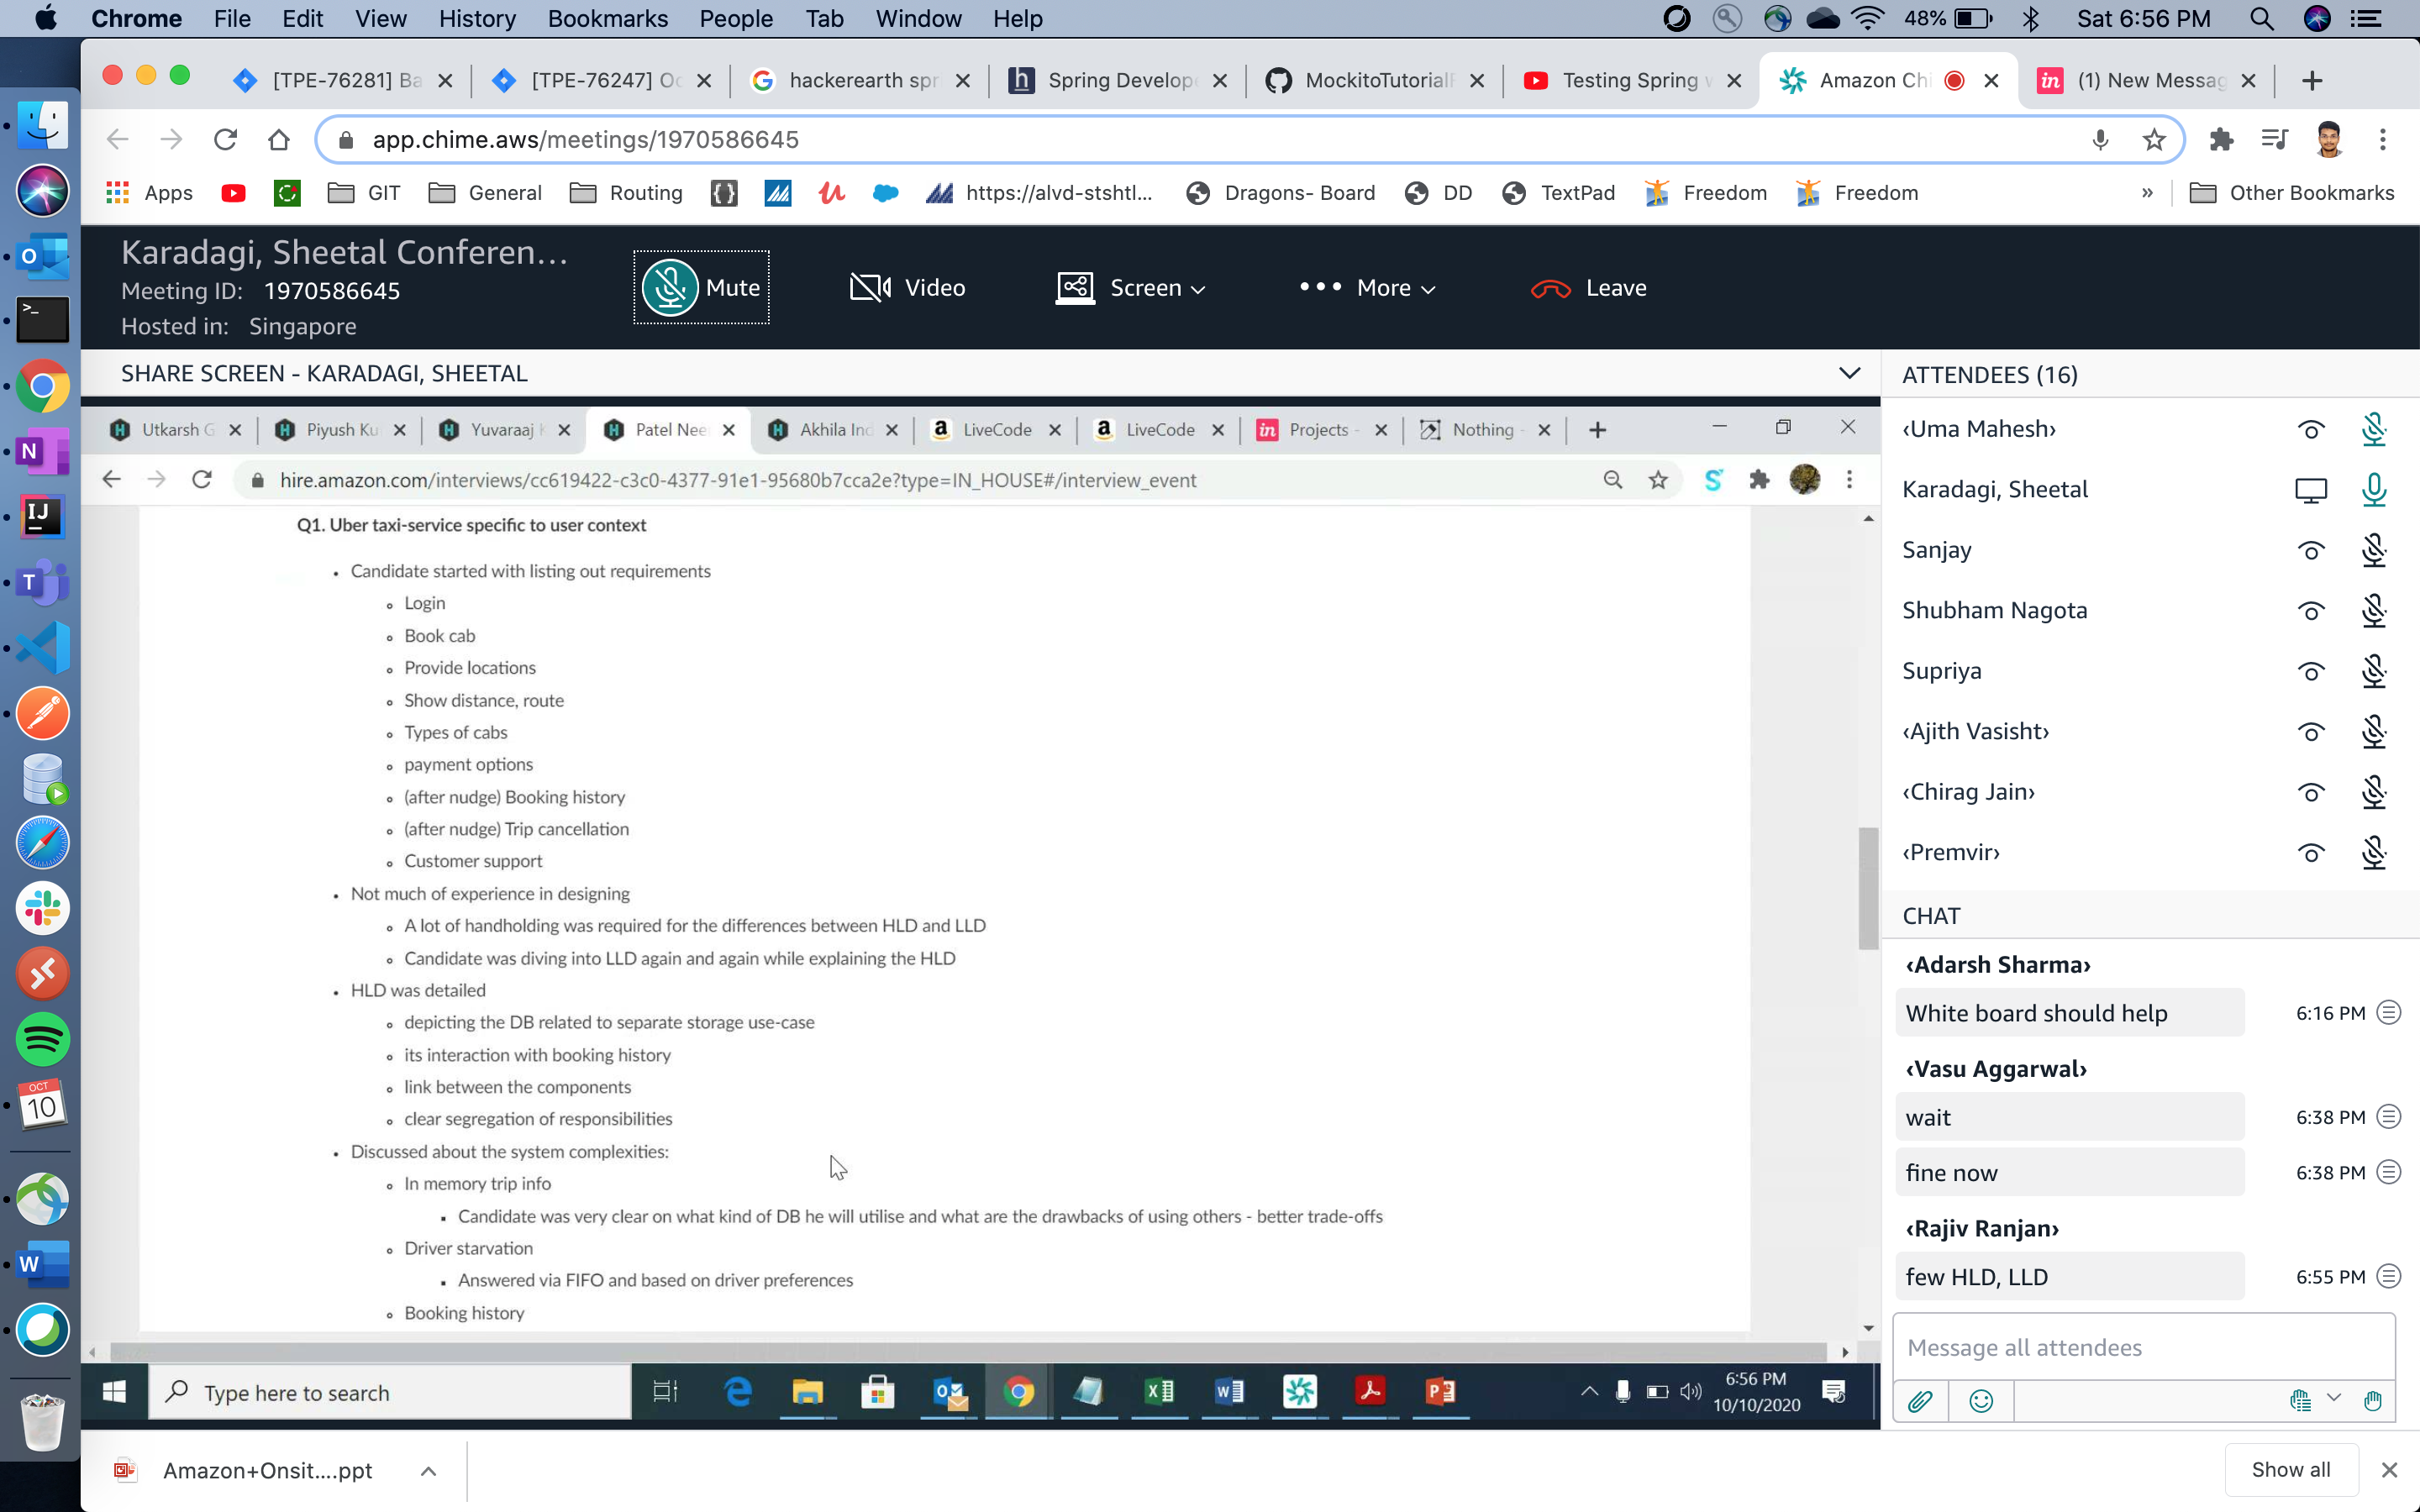 Chrome File Edit View History Bookmarks People Tab Window Help 48% Sat 6:56 PM
[TPE-76281] Ba [TPE-76247] Oc hackerearth spr Spring Develope MockitoTutorial Testing Spring Amazon Chi (1) New Messag
app.chime.aws/meetings/1970586645
Apps GIT General Routing https://alvd-stshtl... Dragons- Board DD TextPad Freedom Freedom » Other Bookmarks
Karadagi, Sheetal Conferen...
Meeting ID: 1970586645
Hosted in: Singapore
Mute Video Screen More Leave
SHARE SCREEN - KARADAGI, SHEETAL
Utkarsh G Piyush Ku Yuvaraaj K Patel Nee Akhila Ind LiveCode LiveCode Projects - Nothing -
hire.amazon.com/interviews/cc619422-c3c0-4377-91e1-95680b7cca2e?type=IN_HOUSE#/interview_event
Q1. Uber taxi-service specific to user context
Candidate started with listing out requirements
Login
Book cab
Provide locations
Show distance, route
Types of cabs
payment options
(after nudge) Booking history
(after nudge) Trip cancellation
Customer support
Not much of experience in designing
A lot of handholding was required for the differences between HLD and LLD
Candidate was diving into LLD again and again while explaining the HLD
HLD was detailed
depicting the DB related to separate storage use-case
its interaction with booking history
link between the components
clear segregation of responsibilities
Discussed about the system complexities:
In memory trip info
Candidate was very clear on what kind of DB he will utilise and what are the drawbacks of using others - better trade-offs
Driver starvation
Answered via FIFO and based on driver preferences
Booking history
Type here to search
6:56 PM
10/10/2020
ATTENDEES (16)
‹Uma Mahesh›
Karadagi, Sheetal
Sanjay
Shubham Nagota
Supriya
‹Ajith Vasisht›
‹Chirag Jain›
‹Premvir›
CHAT
‹Adarsh Sharma›
White board should help 6:16 PM
‹Vasu Aggarwal›
wait 6:38 PM
fine now 6:38 PM
‹Rajiv Ranjan›
few HLD, LLD 6:55 PM
Message all attendees
OCT
10
Amazon+Onsit....ppt
Show all